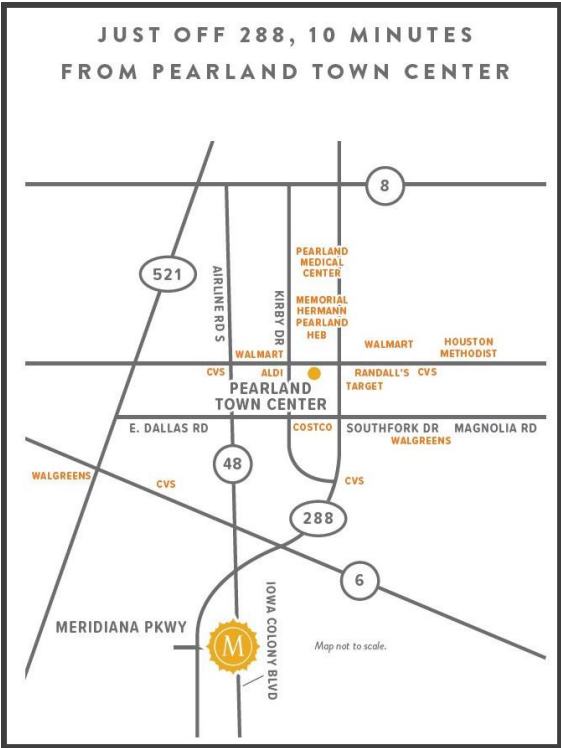 JUST OFF 288, 10 MINUTES
FROM PEARLAND TOWN CENTER
8
PEARLAND
MEDICAL
CENTER
521
AIRLINE RD S
KIRBY DR
MEMORIAL
HERMANN
PEARLAND
HEB
WALMART
HOUSTON
METHODIST
WALMART
CVS
ALDI
RANDALL'S
CVS
TARGET
PEARLAND
TOWN CENTER
E. DALLAS RD
COSTCO
SOUTHFORK DR
MAGNOLIA RD
WALGREENS
48
WALGREENS
CVS
CVS
288
6
IOWA COLONY BLVD
MERIDIANA PKWY
M
Map not to scale.